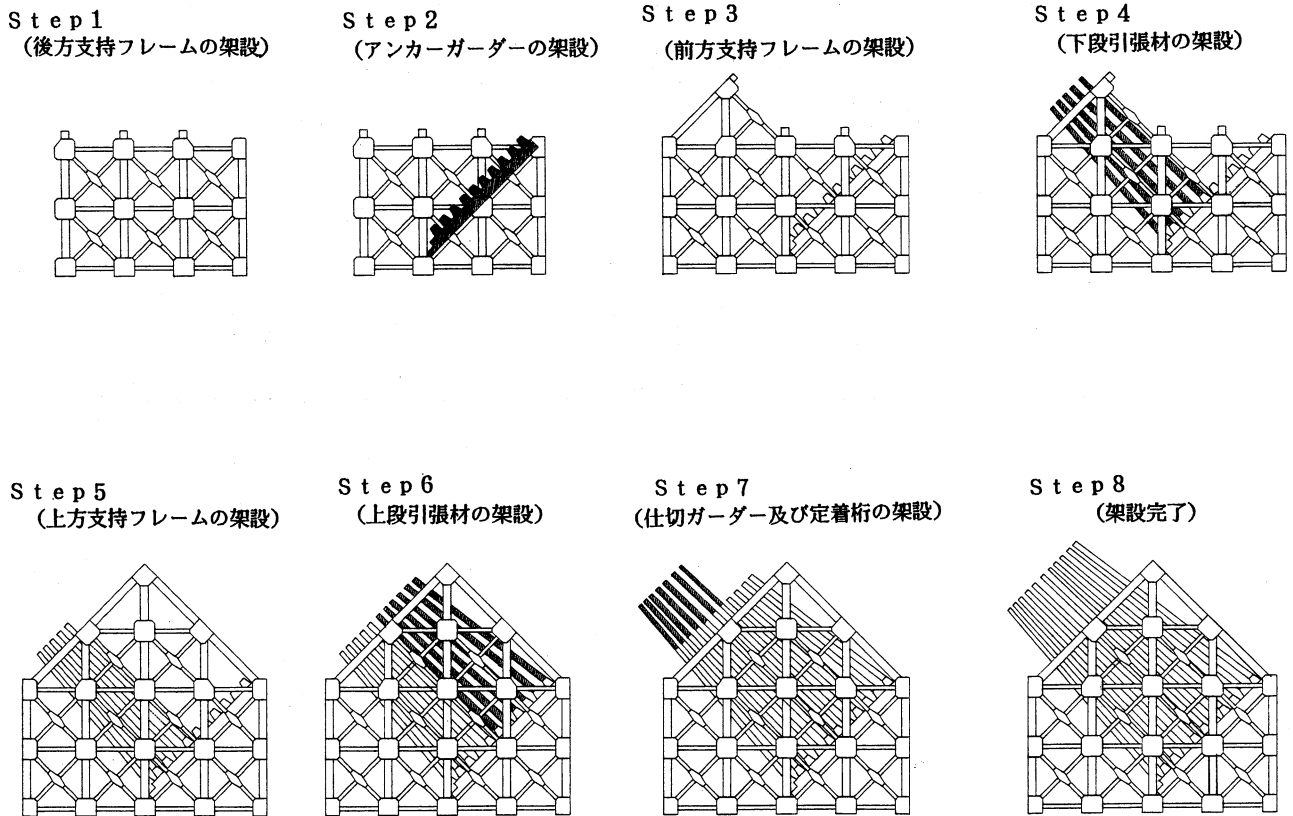 Step1
(後方支持フレームの架設)
Step2
(アンカーガーダーの架設)
Step3
(前方支持フレームの架設)
Step4
(下段引張材の架設)
Step5
(上方支持フレームの架設)
Step6
(上段引張材の架設)
Step7
(仕切ガーダー及び定着桁の架設)
Step8
(架設完了)